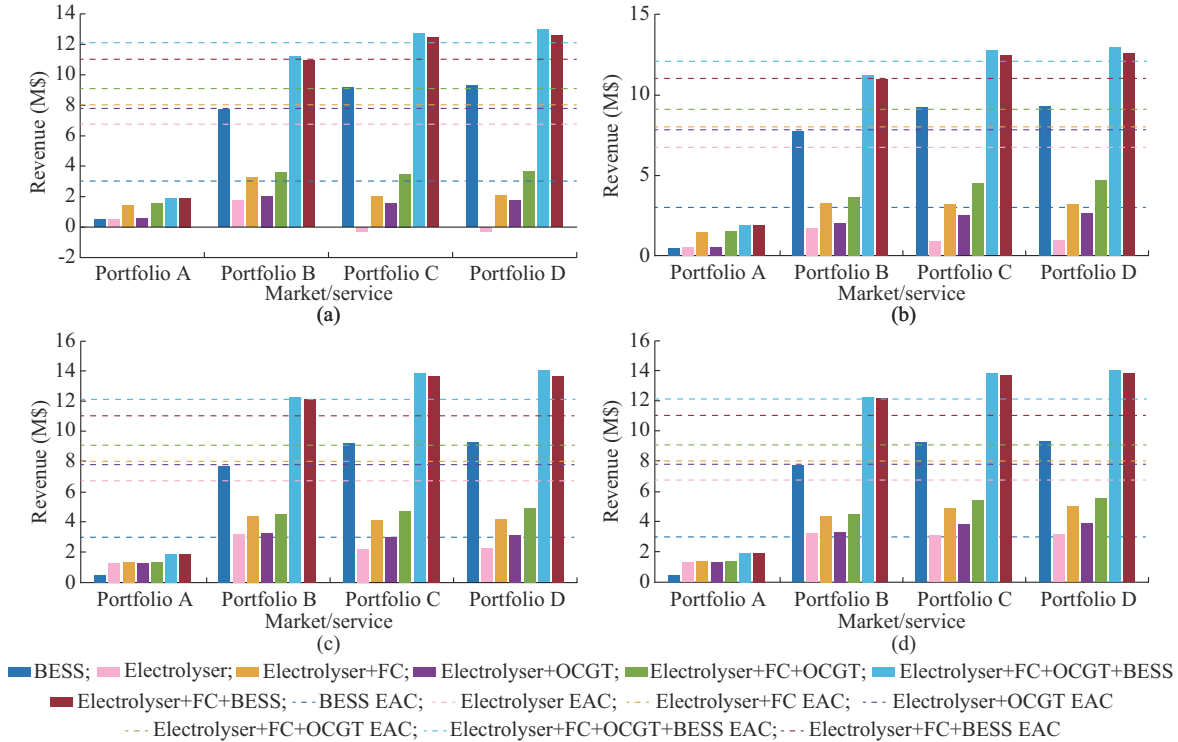 14
12
10
8
6
4
2
0
-2
Revenue (M$)
Portfolio A Portfolio B Portfolio C Portfolio D
Market/service
(a)
15
10
5
0
Revenue (M$)
Portfolio A Portfolio B Portfolio C Portfolio D
Market/service
(b)
16
14
12
10
8
6
4
2
0
Revenue (M$)
Portfolio A Portfolio B Portfolio C Portfolio D
Market/service
(c)
16
14
12
10
8
6
4
2
0
Revenue (M$)
Portfolio A Portfolio B Portfolio C Portfolio D
Market/service
(d)
BESS; Electrolyser; Electrolyser+FC; Electrolyser+OCGT; Electrolyser+FC+OCGT; Electrolyser+FC+OCGT+BESS
Electrolyser+FC+BESS; BESS EAC; Electrolyser EAC; Electrolyser+FC EAC; Electrolyser+OCGT EAC
Electrolyser+FC+OCGT EAC; Electrolyser+FC+OCGT+BESS EAC; Electrolyser+FC+BESS EAC